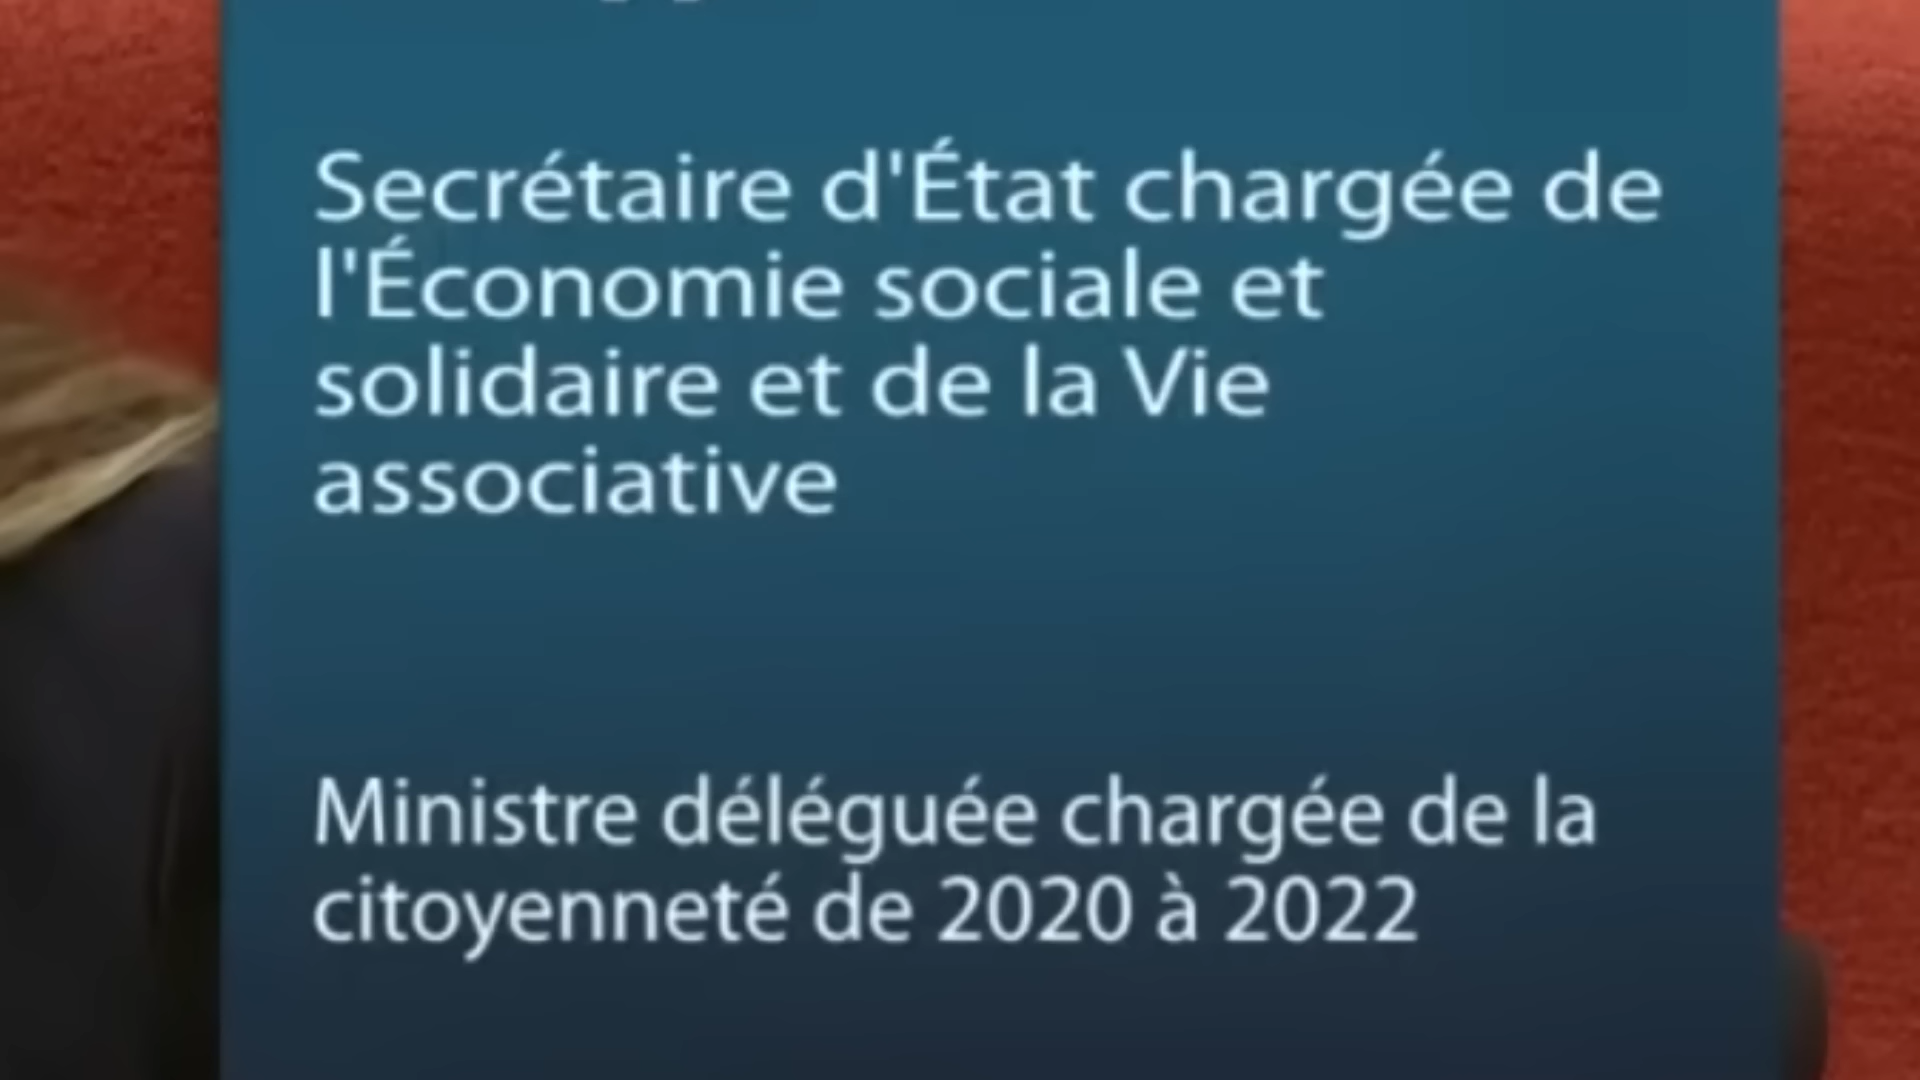 Secrétaire d'État chargée de
l'Économie sociale et
solidaire et de la Vie
associative
Ministre déléguée chargée de la
citoyenneté de 2020 à 2022